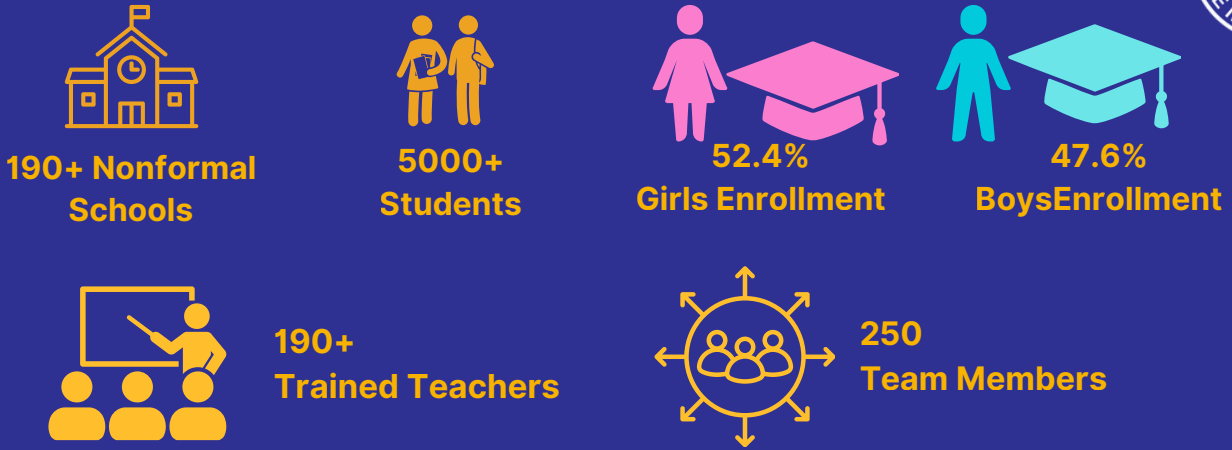 190+ Nonformal
Schools
5000+
Students
52.4%
Girls Enrollment
47.6%
BoysEnrollment
190+
Trained Teachers
250
Team Members